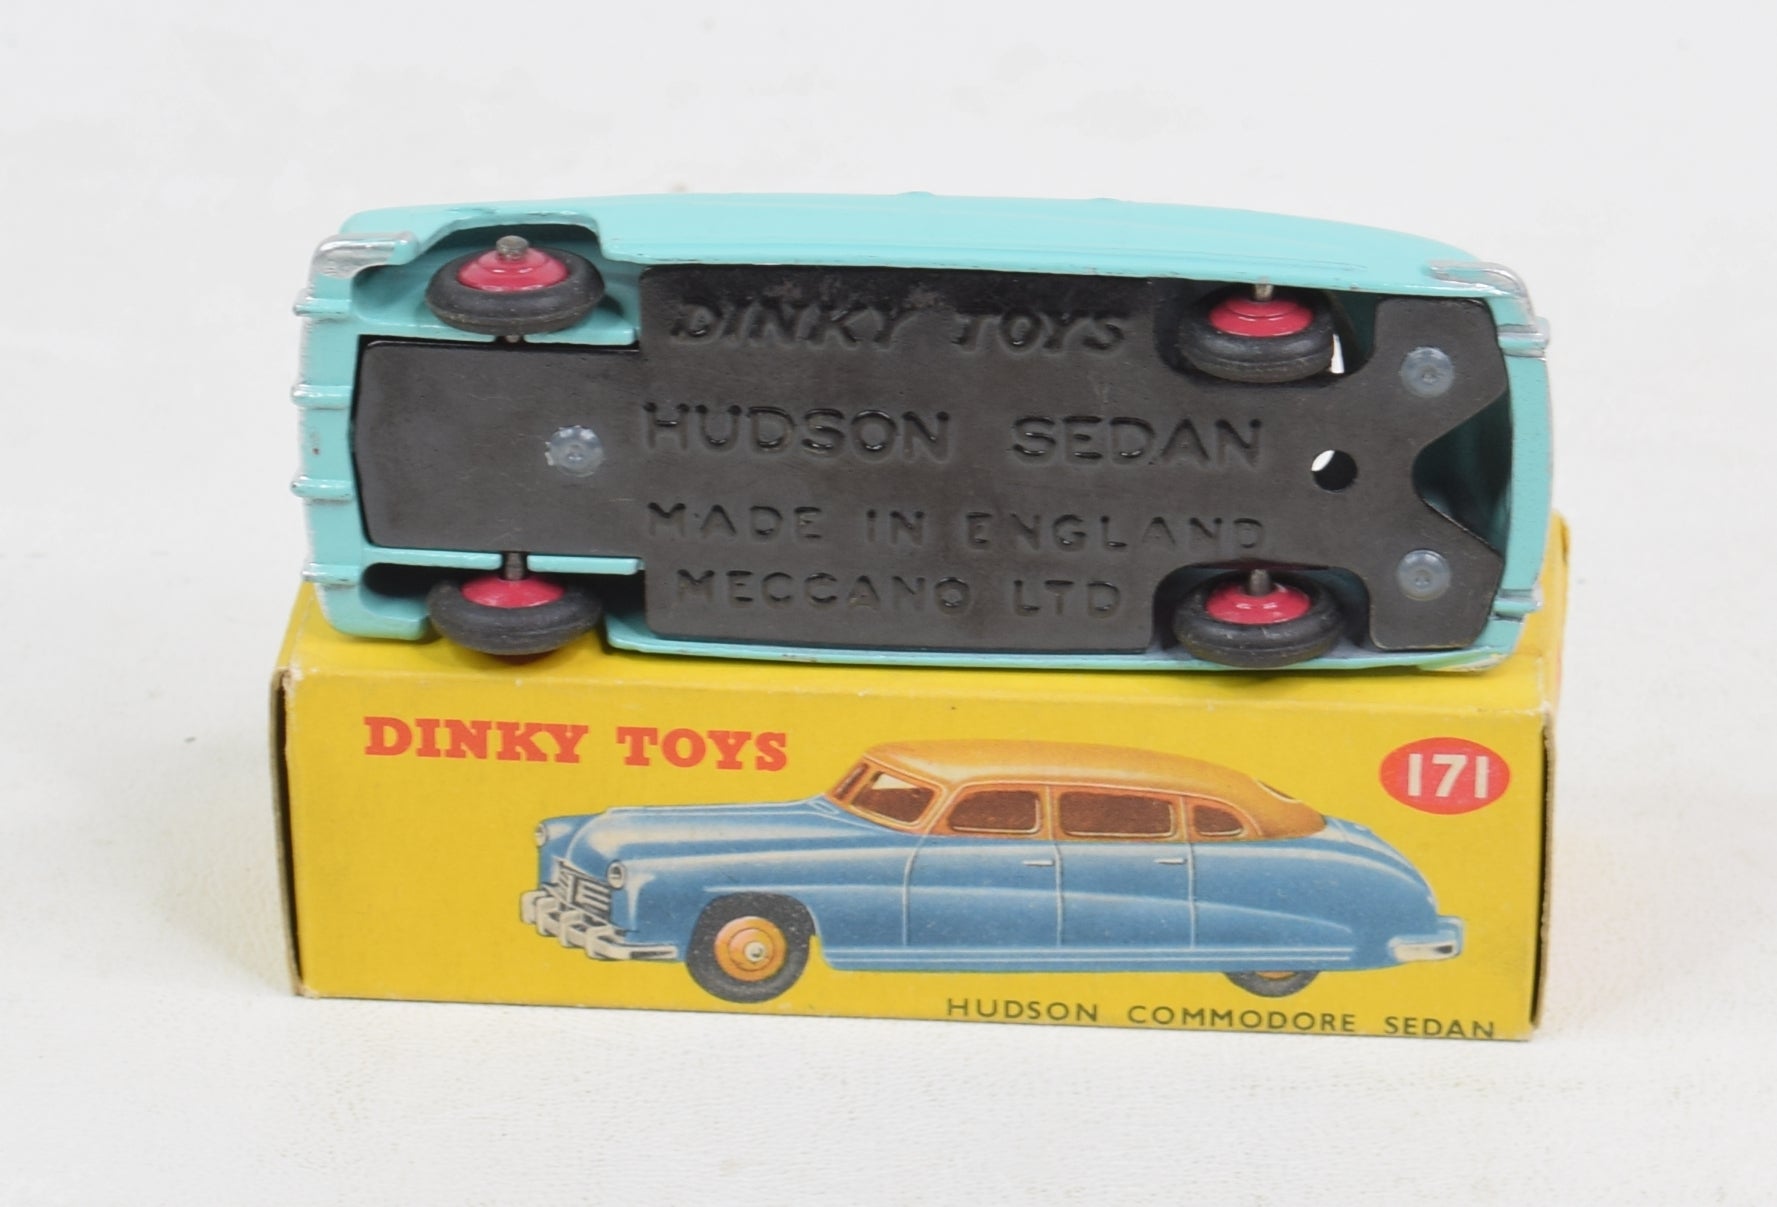 DINKY TOYS
HUDSON SEDAN
MADE IN ENGLAND
MECCANO LTD
DINKY TOYS
171
HUDSON COMMODORE SEDAN